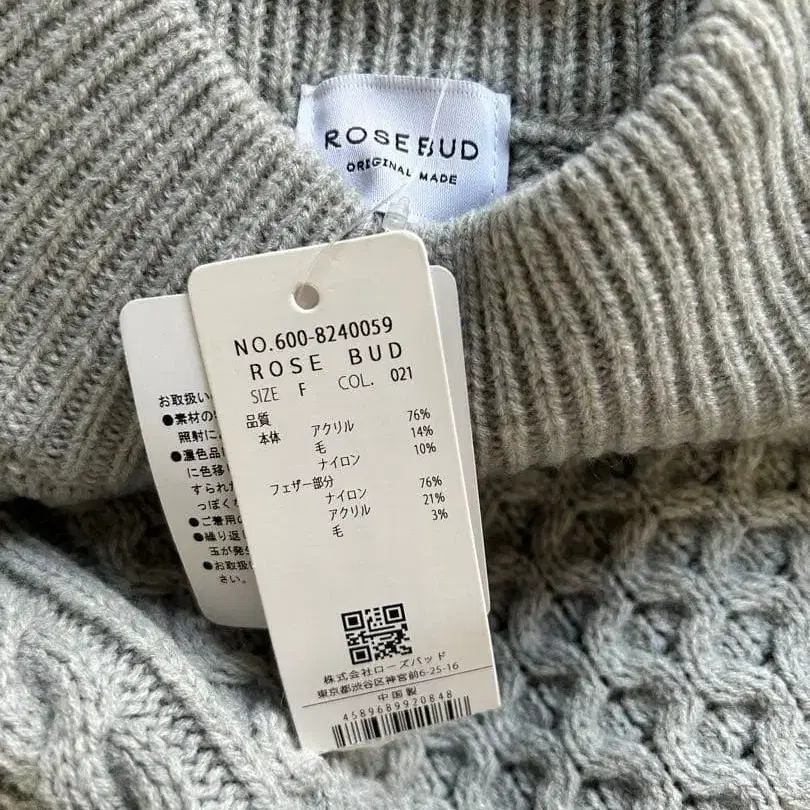 ROSE BUD
ORIGINAL MADE
NO.600-8240059
ROSE BUD
SIZE F COL. 021
品質
本体 アクリル 76%
毛 14%
ナイロン 10%
フェザー部分
ナイロン 76%
アクリル 21%
毛 3%
株式会社ローズバッド
東京都渋谷区神宮前6-25-16
中国製
4589689920848
お取扱い
●素材の
照射に
●濃色品
に色移
すられ
っぽく
●ご着用
●繰り返し
玉が発
●お取扱
さい。